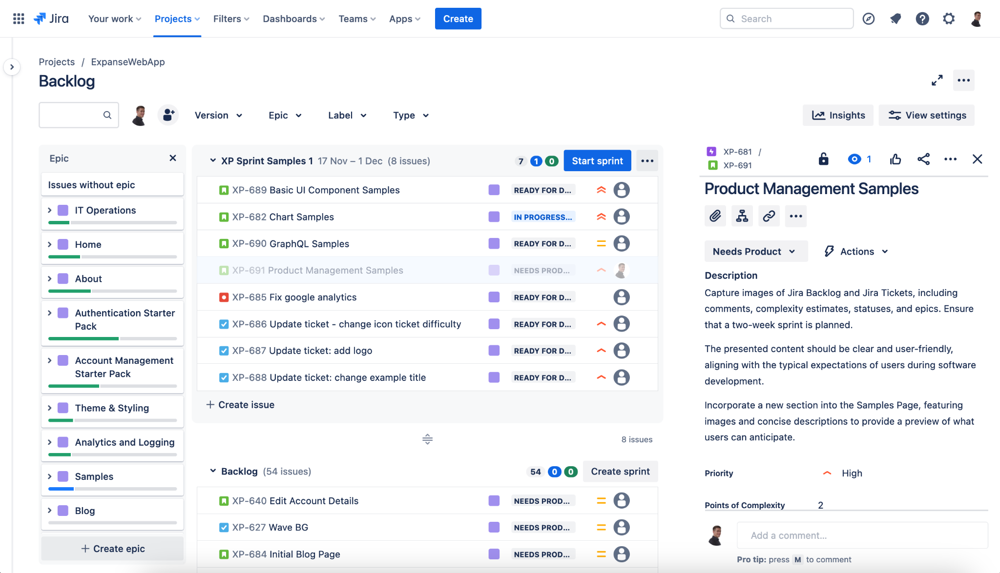 Jira Your work Projects Filters Dashboards Teams Apps Create Search
Projects / ExpanseWebApp
Backlog
Version Epic Label Type Insights View settings
Epic
Issues without epic
IT Operations
Home
About
Authentication Starter
Pack
Account Management
Starter Pack
Theme & Styling
Analytics and Logging
Samples
Blog
+ Create epic
XP Sprint Samples 1 17 Nov – 1 Dec (8 issues) 7 1 0 Start sprint
XP-689 Basic UI Component Samples READY FOR D...
XP-682 Chart Samples IN PROGRESS...
XP-690 GraphQL Samples READY FOR D...
XP-691 Product Management Samples NEEDS PROD...
XP-685 Fix google analytics READY FOR D...
XP-686 Update ticket - change icon ticket difficulty READY FOR D...
XP-687 Update ticket: add logo READY FOR D...
XP-688 Update ticket: change example title READY FOR D...
+ Create issue
8 issues
Backlog (54 issues) 54 0 0 Create sprint
XP-640 Edit Account Details NEEDS PROD...
XP-627 Wave BG NEEDS PROD...
XP-684 Initial Blog Page NEEDS PROD...
XP-681 /
XP-691
1
Product Management Samples
Needs Product Actions
Description
Capture images of Jira Backlog and Jira Tickets, including
comments, complexity estimates, statuses, and epics. Ensure
that a two-week sprint is planned.
The presented content should be clear and user-friendly,
aligning with the typical expectations of users during software
development.
Incorporate a new section into the Samples Page, featuring
images and concise descriptions to provide a preview of what
users can anticipate.
Priority High
Points of Complexity 2
Add a comment...
Pro tip: press M to comment